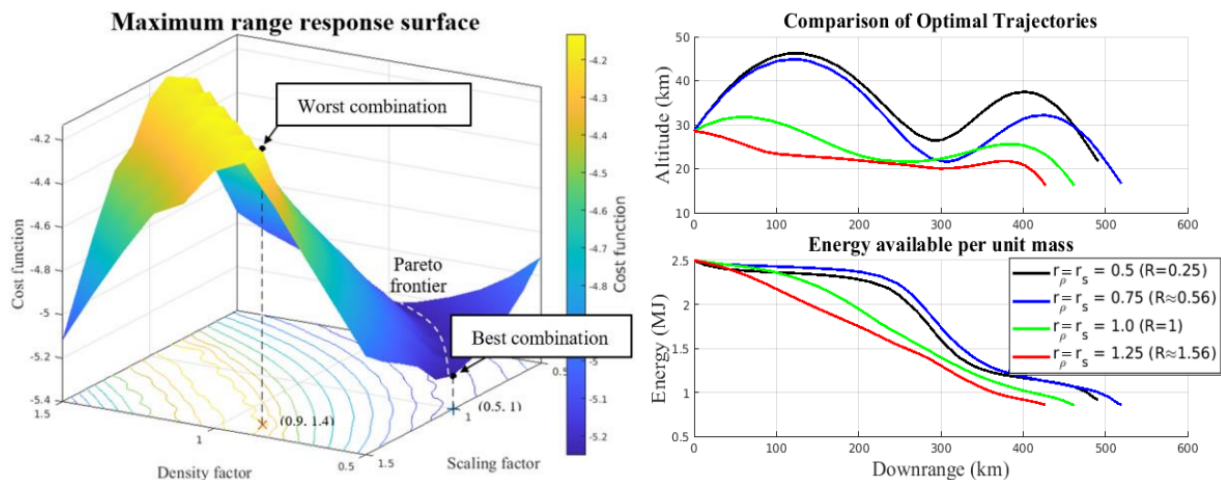 Maximum range response surface
Worst combination
Pareto
frontier
Best combination
Cost function
-4.2
-4.4
-4.6
-4.8
-5
-5.2
-5.4
1.5
1
0.5
Density factor
(0.9, 1.4)
(0.5, 1)
1.5
1
0.5
Scaling factor
-4.2
-4.3
-4.4
-4.5
-4.6
-4.7
-4.8
-5.1
-5.2
Cost function
Comparison of Optimal Trajectories
Altitude (km)
50
40
30
20
10
0
100
200
300
400
500
600
Energy available per unit mass
Energy (MJ)
2.5
2
1.5
1
0.5
0
100
200
300
400
500
600
Downrange (km)
r_ρ = r_s = 0.5 (R=0.25)
r_ρ = r_s = 0.75 (R≈0.56)
r_ρ = r_s = 1.0 (R=1)
r_ρ = r_s = 1.25 (R≈1.56)